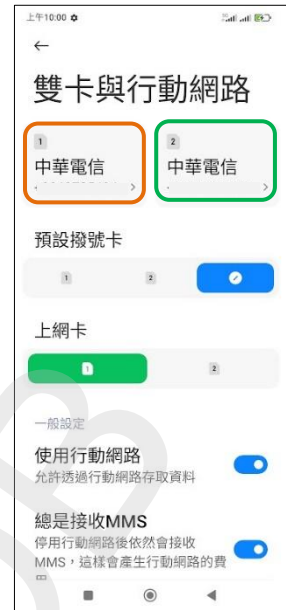 上午10:00
雙卡與行動網路
1
中華電信
2
中華電信
預設撥號卡
1
2
上網卡
1
2
一般設定
使用行動網路
允許透過行動網路存取資料
總是接收MMS
停用行動網路後依然會接收
MMS，這樣會產生行動網路的費